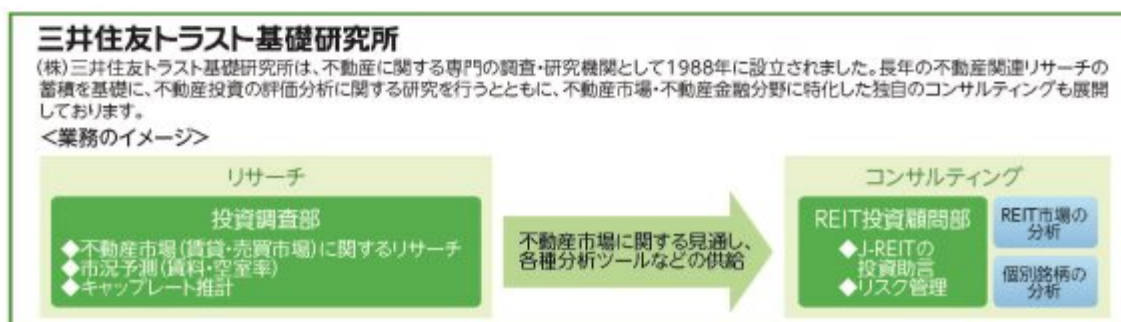 三井住友トラスト基礎研究所
(株)三井住友トラスト基礎研究所は、不動産に関する専門の調査・研究機関として1988年に設立されました。長年の不動産関連リサーチの
蓄積を基礎に、不動産投資の評価分析に関する研究を行うとともに、不動産市場・不動産金融分野に特化した独自のコンサルティングも展開
しております。
<業務のイメージ>
リサーチ
投資調査部
◆不動産市場(賃貸・売買市場)に関するリサーチ
◆市況予測(賃料・空室率)
◆キャップレート推計
不動産市場に関する見通し、
各種分析ツールなどの供給
コンサルティング
REIT投資顧問部
◆J-REITの
投資助言
◆リスク管理
REIT市場の
分析
個別銘柄の
分析